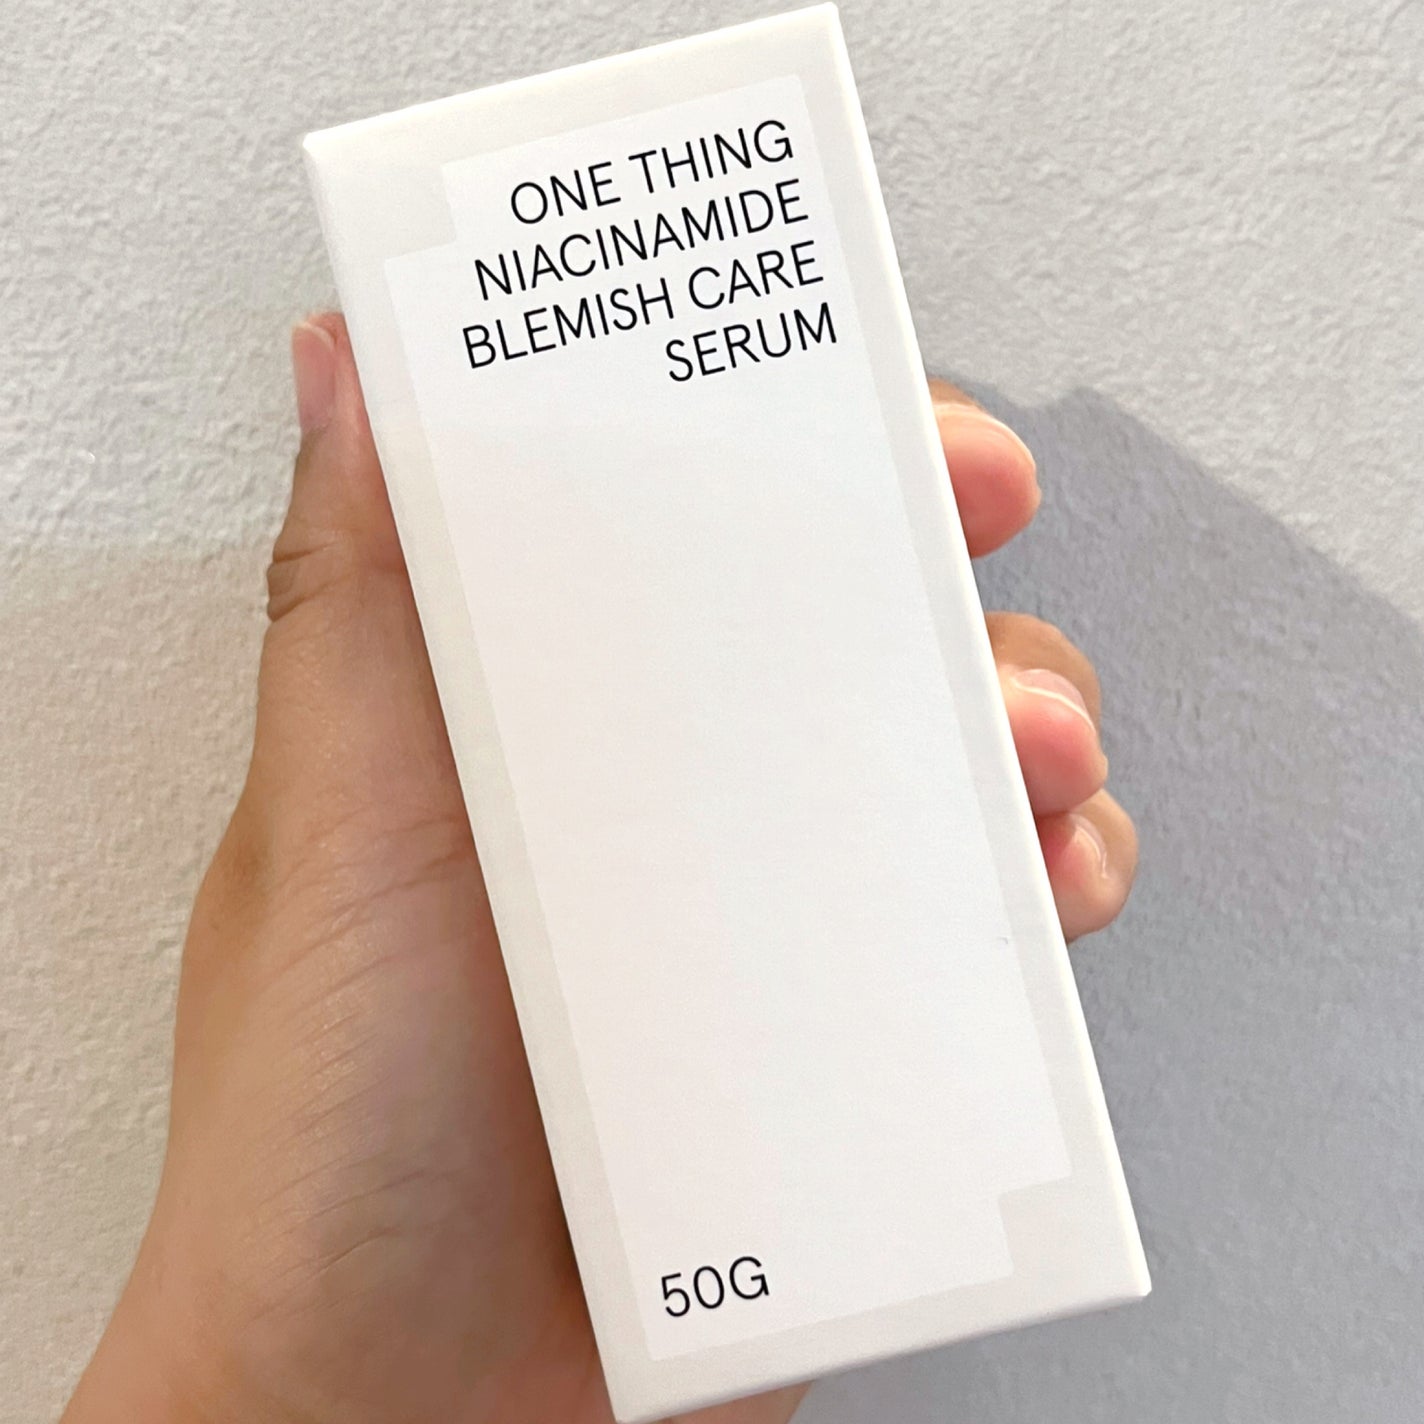 ONE THING
NIACINAMIDE
BLEMISH CARE
SERUM
50G